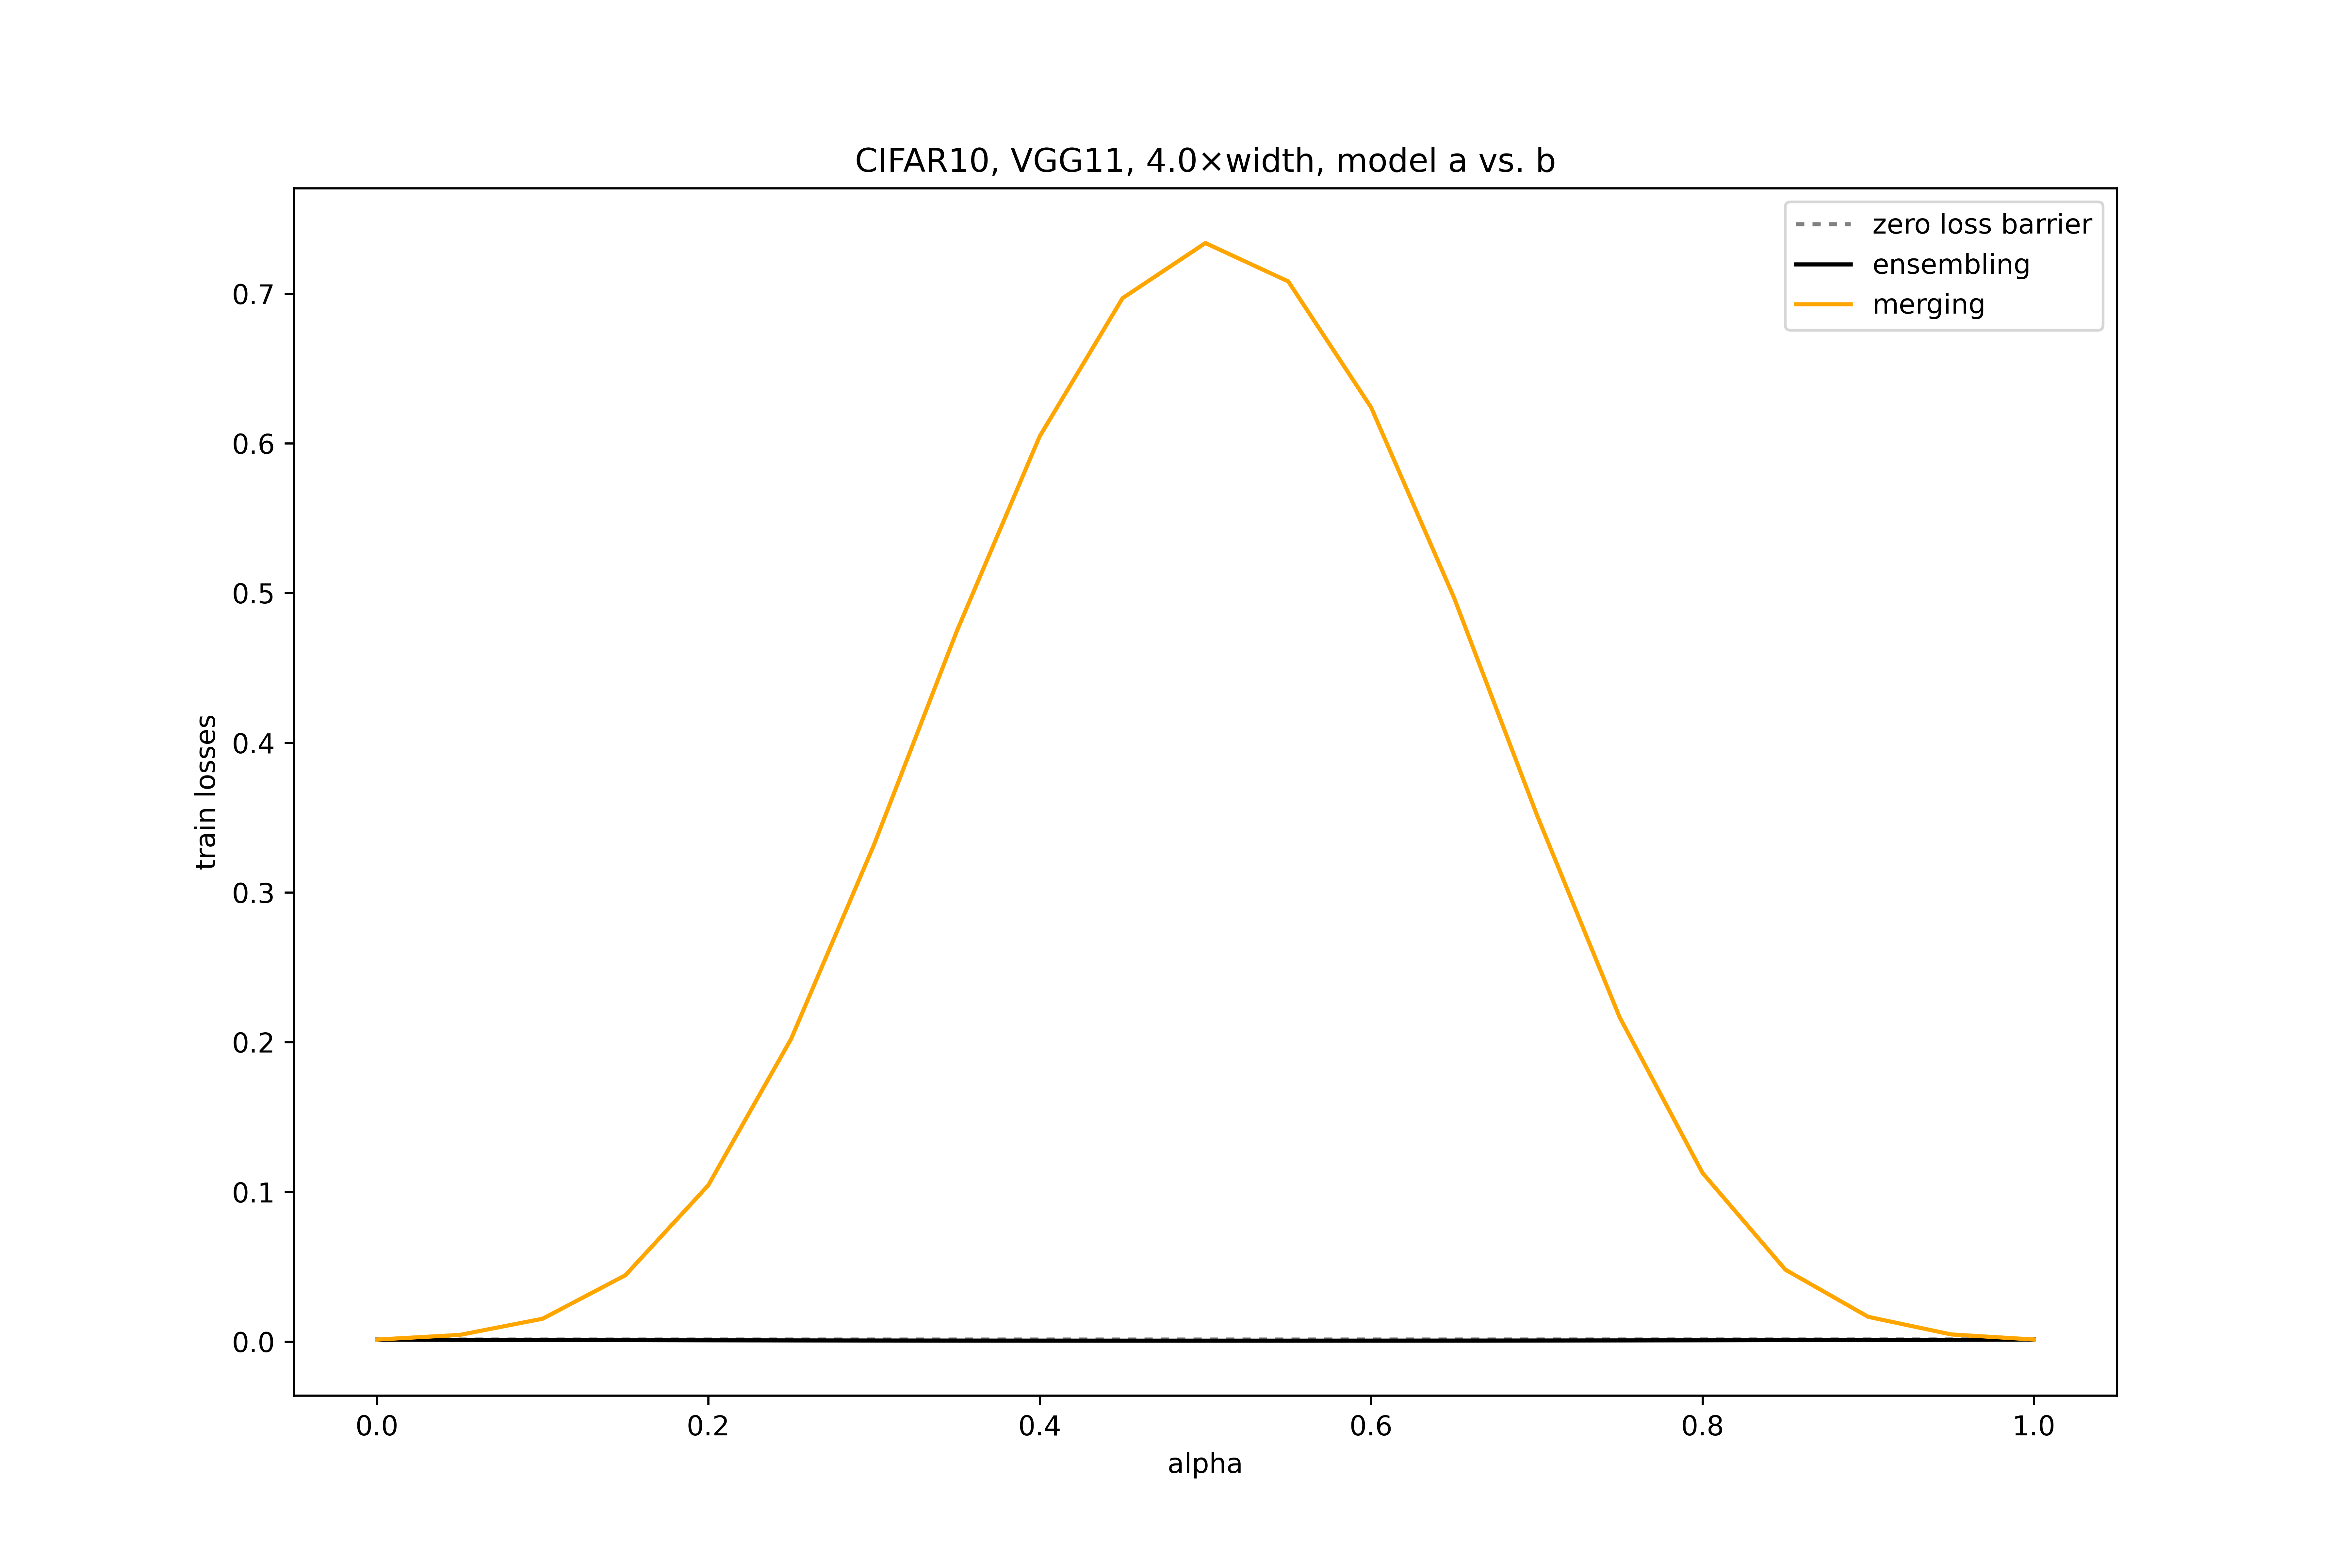 CIFAR10, VGG11, 4.0×width, model a vs. b
zero loss barrier
ensembling
merging
train losses
0.7
0.6
0.5
0.4
0.3
0.2
0.1
0.0
0.0 0.2 0.4 0.6 0.8 1.0
alpha